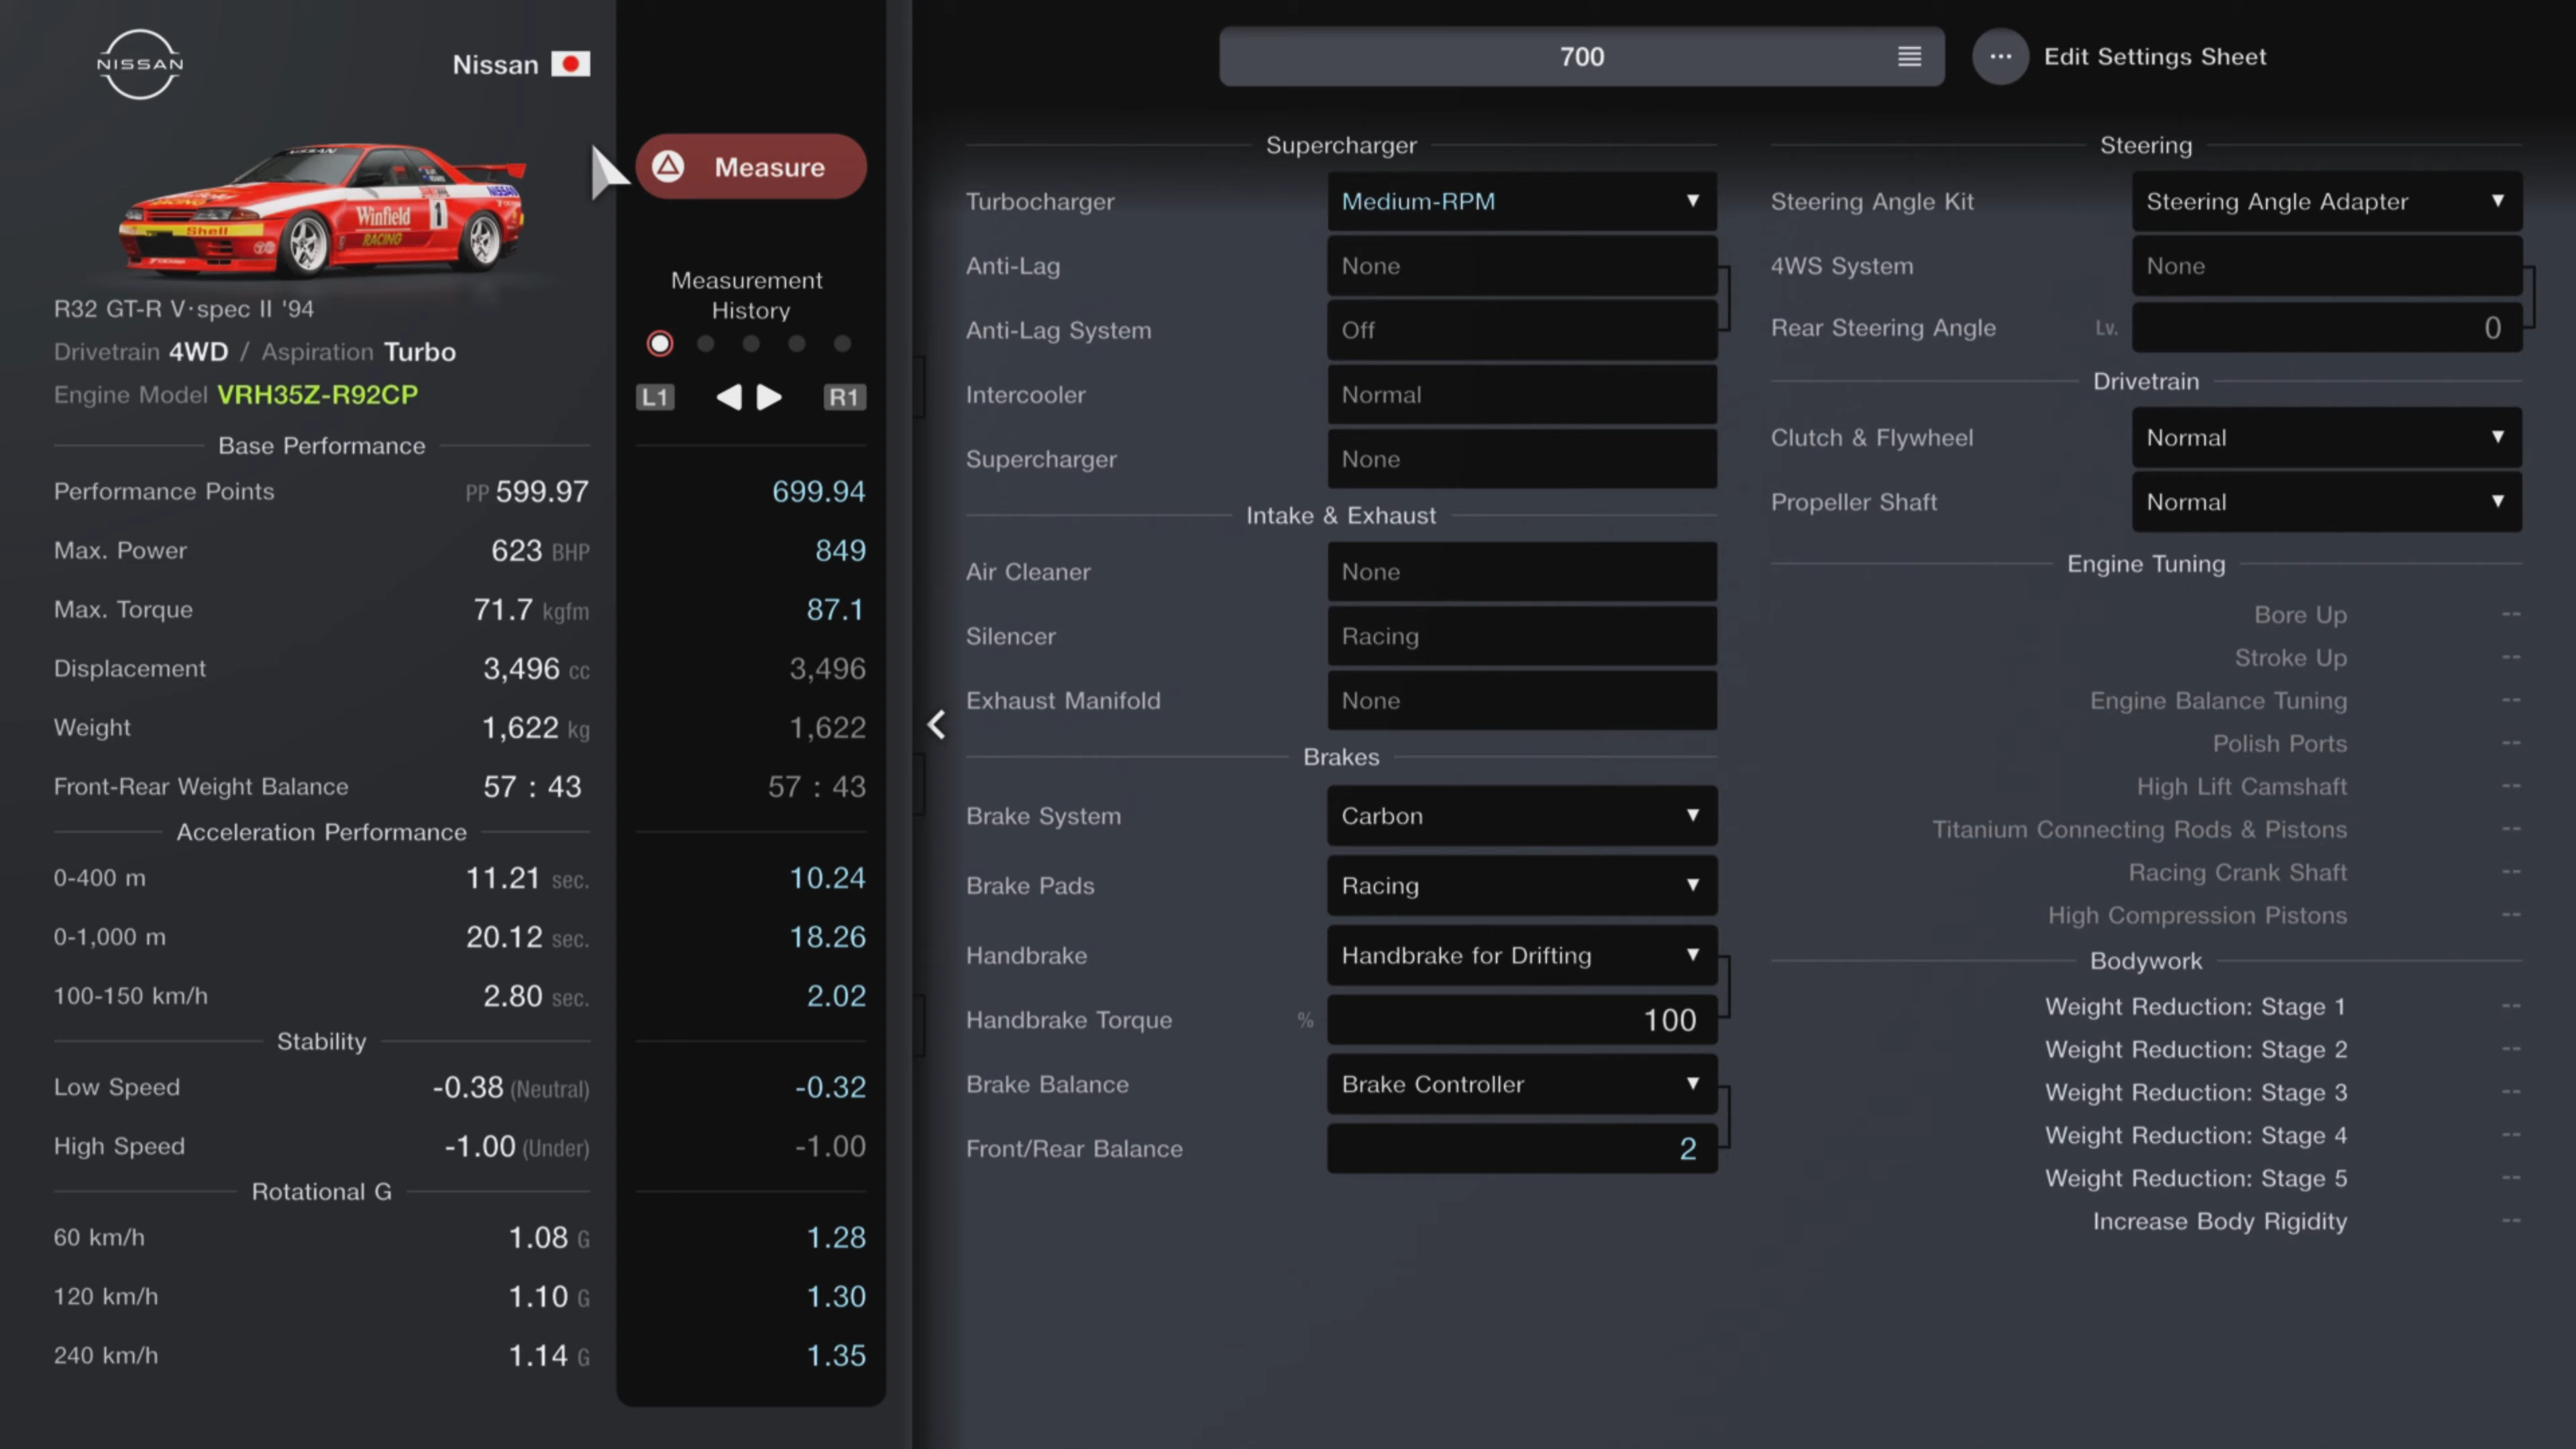 NISSAN
Nissan
NISSAN
Winfield
RACING
1
Shell
R32 GT-R V·spec II '94
Drivetrain 4WD / Aspiration Turbo
Engine Model VRH35Z-R92CP
Measure
Measurement
History
L1
R1
Base Performance
Performance Points PP 599.97 699.94
Max. Power 623 BHP 849
Max. Torque 71.7 kgfm 87.1
Displacement 3,496 cc 3,496
Weight 1,622 kg 1,622
Front-Rear Weight Balance 57 : 43 57 : 43
Acceleration Performance
0-400 m 11.21 sec. 10.24
0-1,000 m 20.12 sec. 18.26
100-150 km/h 2.80 sec. 2.02
Stability
Low Speed -0.38 (Neutral) -0.32
High Speed -1.00 (Under) -1.00
Rotational G
60 km/h 1.08 G 1.28
120 km/h 1.10 G 1.30
240 km/h 1.14 G 1.35
700
Edit Settings Sheet
Supercharger
Turbocharger Medium-RPM
Anti-Lag None
Anti-Lag System Off
Intercooler Normal
Supercharger None
Intake & Exhaust
Air Cleaner None
Silencer Racing
Exhaust Manifold None
Brakes
Brake System Carbon
Brake Pads Racing
Handbrake Handbrake for Drifting
Handbrake Torque % 100
Brake Balance Brake Controller
Front/Rear Balance 2
Steering
Steering Angle Kit Steering Angle Adapter
4WS System None
Rear Steering Angle Lv. 0
Drivetrain
Clutch & Flywheel Normal
Propeller Shaft Normal
Engine Tuning
Bore Up --
Stroke Up --
Engine Balance Tuning --
Polish Ports --
High Lift Camshaft --
Titanium Connecting Rods & Pistons --
Racing Crank Shaft --
High Compression Pistons --
Bodywork
Weight Reduction: Stage 1 --
Weight Reduction: Stage 2 --
Weight Reduction: Stage 3 --
Weight Reduction: Stage 4 --
Weight Reduction: Stage 5 --
Increase Body Rigidity --